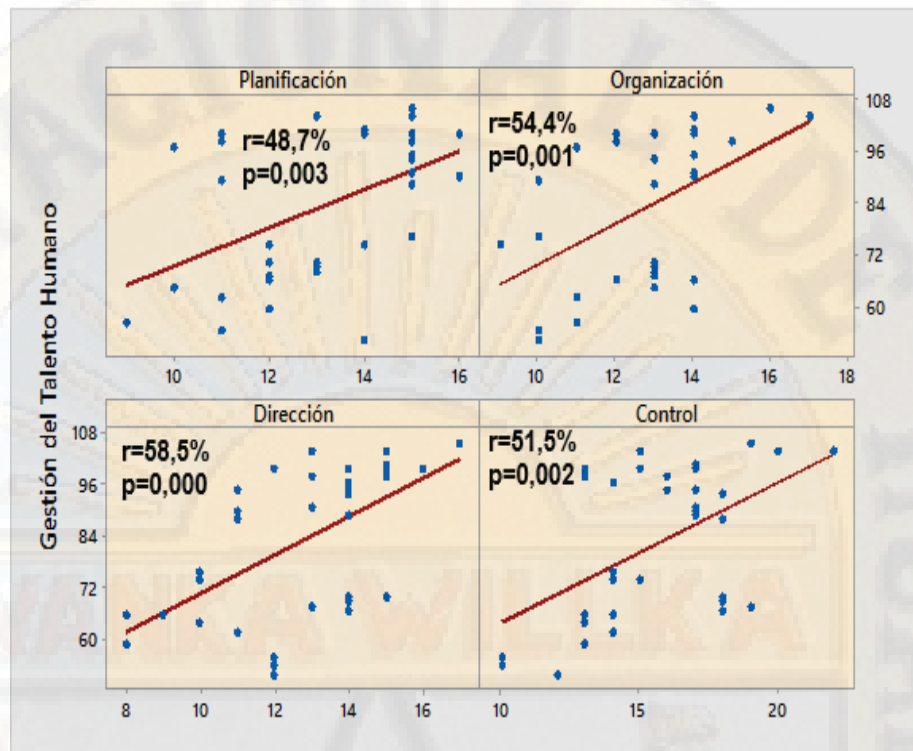 Planificación
Organización
r=48,7%
p=0,003
r=54,4%
p=0,001
108
96
84
72
60
10 12 14 16
10 12 14 16 18
Gestión del Talento Humano
Dirección
Control
108
96
84
72
60
r=58,5%
p=0,000
r=51,5%
p=0,002
8 10 12 14 16
10 15 20
WANKA WILLKA